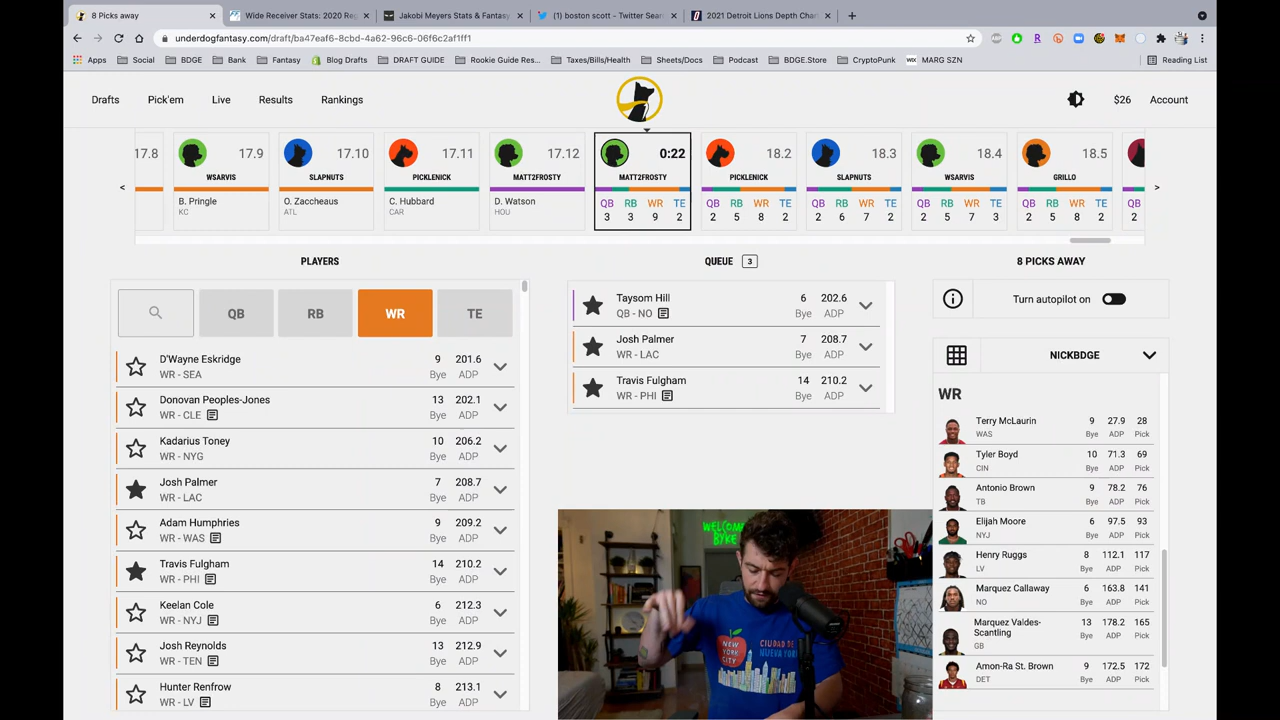 8 Picks away
Wide Receiver Stats: 2020 Reg
Jakobi Meyers Stats & Fantasy
(1) boston scott - Twitter Sear
2021 Detroit Lions Depth Char
underdogfantasy.com/draft/ba47eaf6-8cbd-4a62-96c6-06f6c2af1ff1
Apps Social BDGE Bank Fantasy Blog Drafts DRAFT GUIDE Rookie Guide Res... Taxes/Bills/Health Sheets/Docs Podcast BDGE.Store CryptoPunk WIX MARG SZN Reading List
Drafts Pick'em Live Results Rankings $26 Account
17.8 17.9 17.10 17.11 17.12 0:22 18.2 18.3 18.4 18.5
WSARVIS SLAPNUTS PICKLENICK MATT2FROSTY MATT2FROSTY PICKLENICK SLAPNUTS WSARVIS GRILLO
B. Pringle O. Zaccheaus C. Hubbard D. Watson QB RB WR TE QB RB WR TE QB RB WR TE QB RB WR TE QB RB WR TE QB
KC ATL CAR HOU 3 3 9 2 2 5 8 2 2 6 7 2 2 5 7 3 2 5 8 2 2
< >
PLAYERS
QB RB WR TE
D'Wayne Eskridge 9 201.6
WR - SEA Bye ADP
Donovan Peoples-Jones 13 202.1
WR - CLE Bye ADP
Kadarius Toney 10 206.2
WR - NYG Bye ADP
Josh Palmer 7 208.7
WR - LAC Bye ADP
Adam Humphries 9 209.2
WR - WAS Bye ADP
Travis Fulgham 14 210.2
WR - PHI Bye ADP
Keelan Cole 6 212.3
WR - NYJ Bye ADP
Josh Reynolds 13 212.9
WR - TEN Bye ADP
Hunter Renfrow 8 213.1
WR - LV Bye ADP
QUEUE 3
Taysom Hill 6 202.6
QB - NO Bye ADP
Josh Palmer 7 208.7
WR - LAC Bye ADP
Travis Fulgham 14 210.2
WR - PHI Bye ADP
WELCOME
BYKE
NEW YORK CITY
CIUDAD DE NUEVA YORK
8 PICKS AWAY
Turn autopilot on
NICKBDGE
WR
Terry McLaurin 9 27.9 28
WAS Bye ADP Pick
Tyler Boyd 10 71.3 69
CIN Bye ADP Pick
Antonio Brown 9 78.2 76
TB Bye ADP Pick
Elijah Moore 6 97.5 93
NYJ Bye ADP Pick
Henry Ruggs 8 112.1 117
LV Bye ADP Pick
Marquez Callaway 6 163.8 141
NO Bye ADP Pick
Marquez Valdes-
Scantling 13 178.2 165
GB Bye ADP Pick
Amon-Ra St. Brown 9 172.5 172
DET Bye ADP Pick